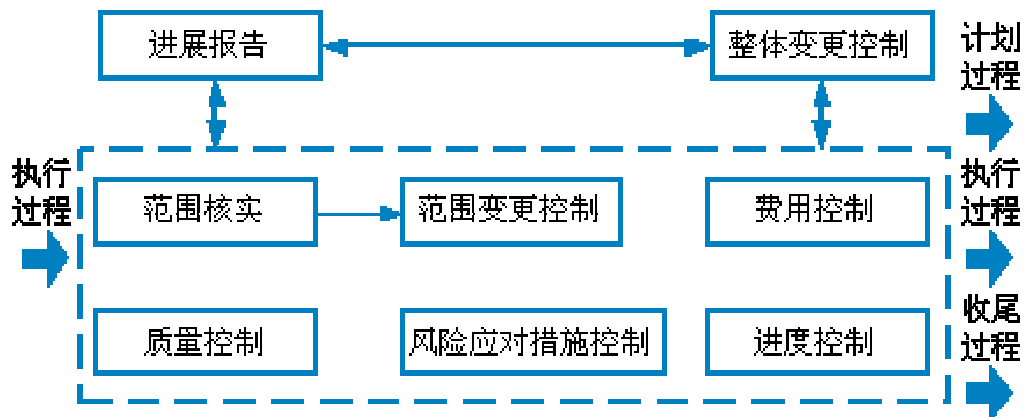 进展报告
整体变更控制
计划
过程
执行
过程
范围核实
范围变更控制
费用控制
执行
过程
质量控制
风险应对措施控制
进度控制
收尾
过程